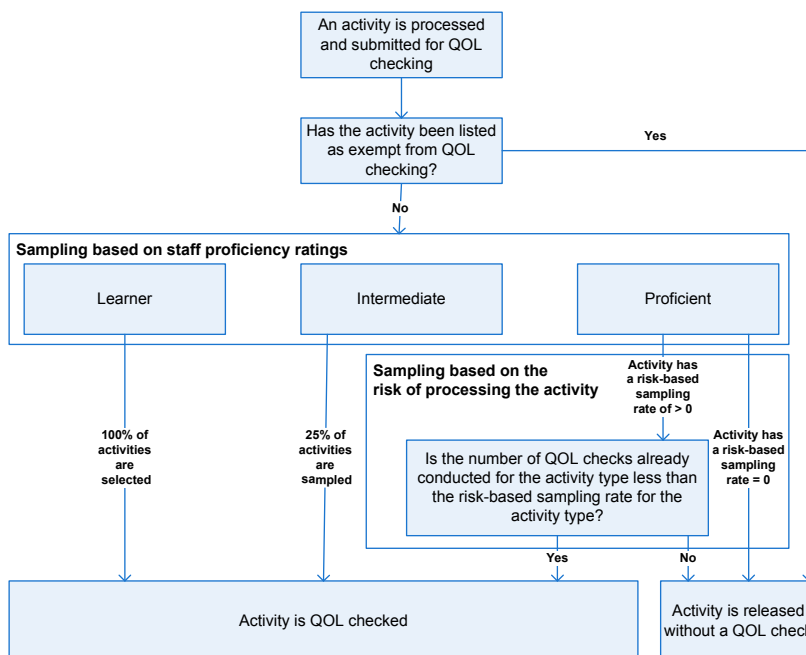 An activity is processed
and submitted for QOL
checking
Has the activity been listed
as exempt from QOL
checking?
Yes
No
Sampling based on staff proficiency ratings
Learner
Intermediate
Proficient
Sampling based on the
risk of processing the activity
Activity has
a risk-based
sampling
rate of > 0
100% of
activities
are
selected
25% of
activities
are
sampled
Activity has
a risk-based
sampling
rate = 0
Is the number of QOL checks already
conducted for the activity type less than
the risk-based sampling rate for the
activity type?
Yes
No
Activity is QOL checked
Activity is released
without a QOL check